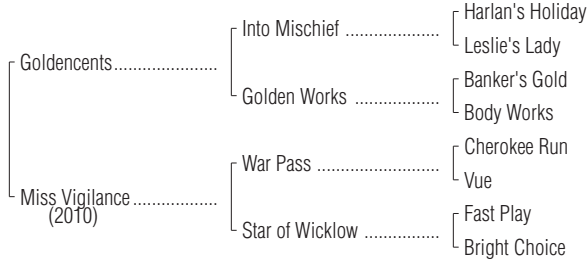 Harlan's Holiday
Into Mischief ....................
Leslie's Lady
Goldencents......................
Banker's Gold
Golden Works ..................
Body Works
Cherokee Run
War Pass ..........................
Vue
Miss Vigilance ..................
(2010)
Fast Play
Star of Wicklow ................
Bright Choice